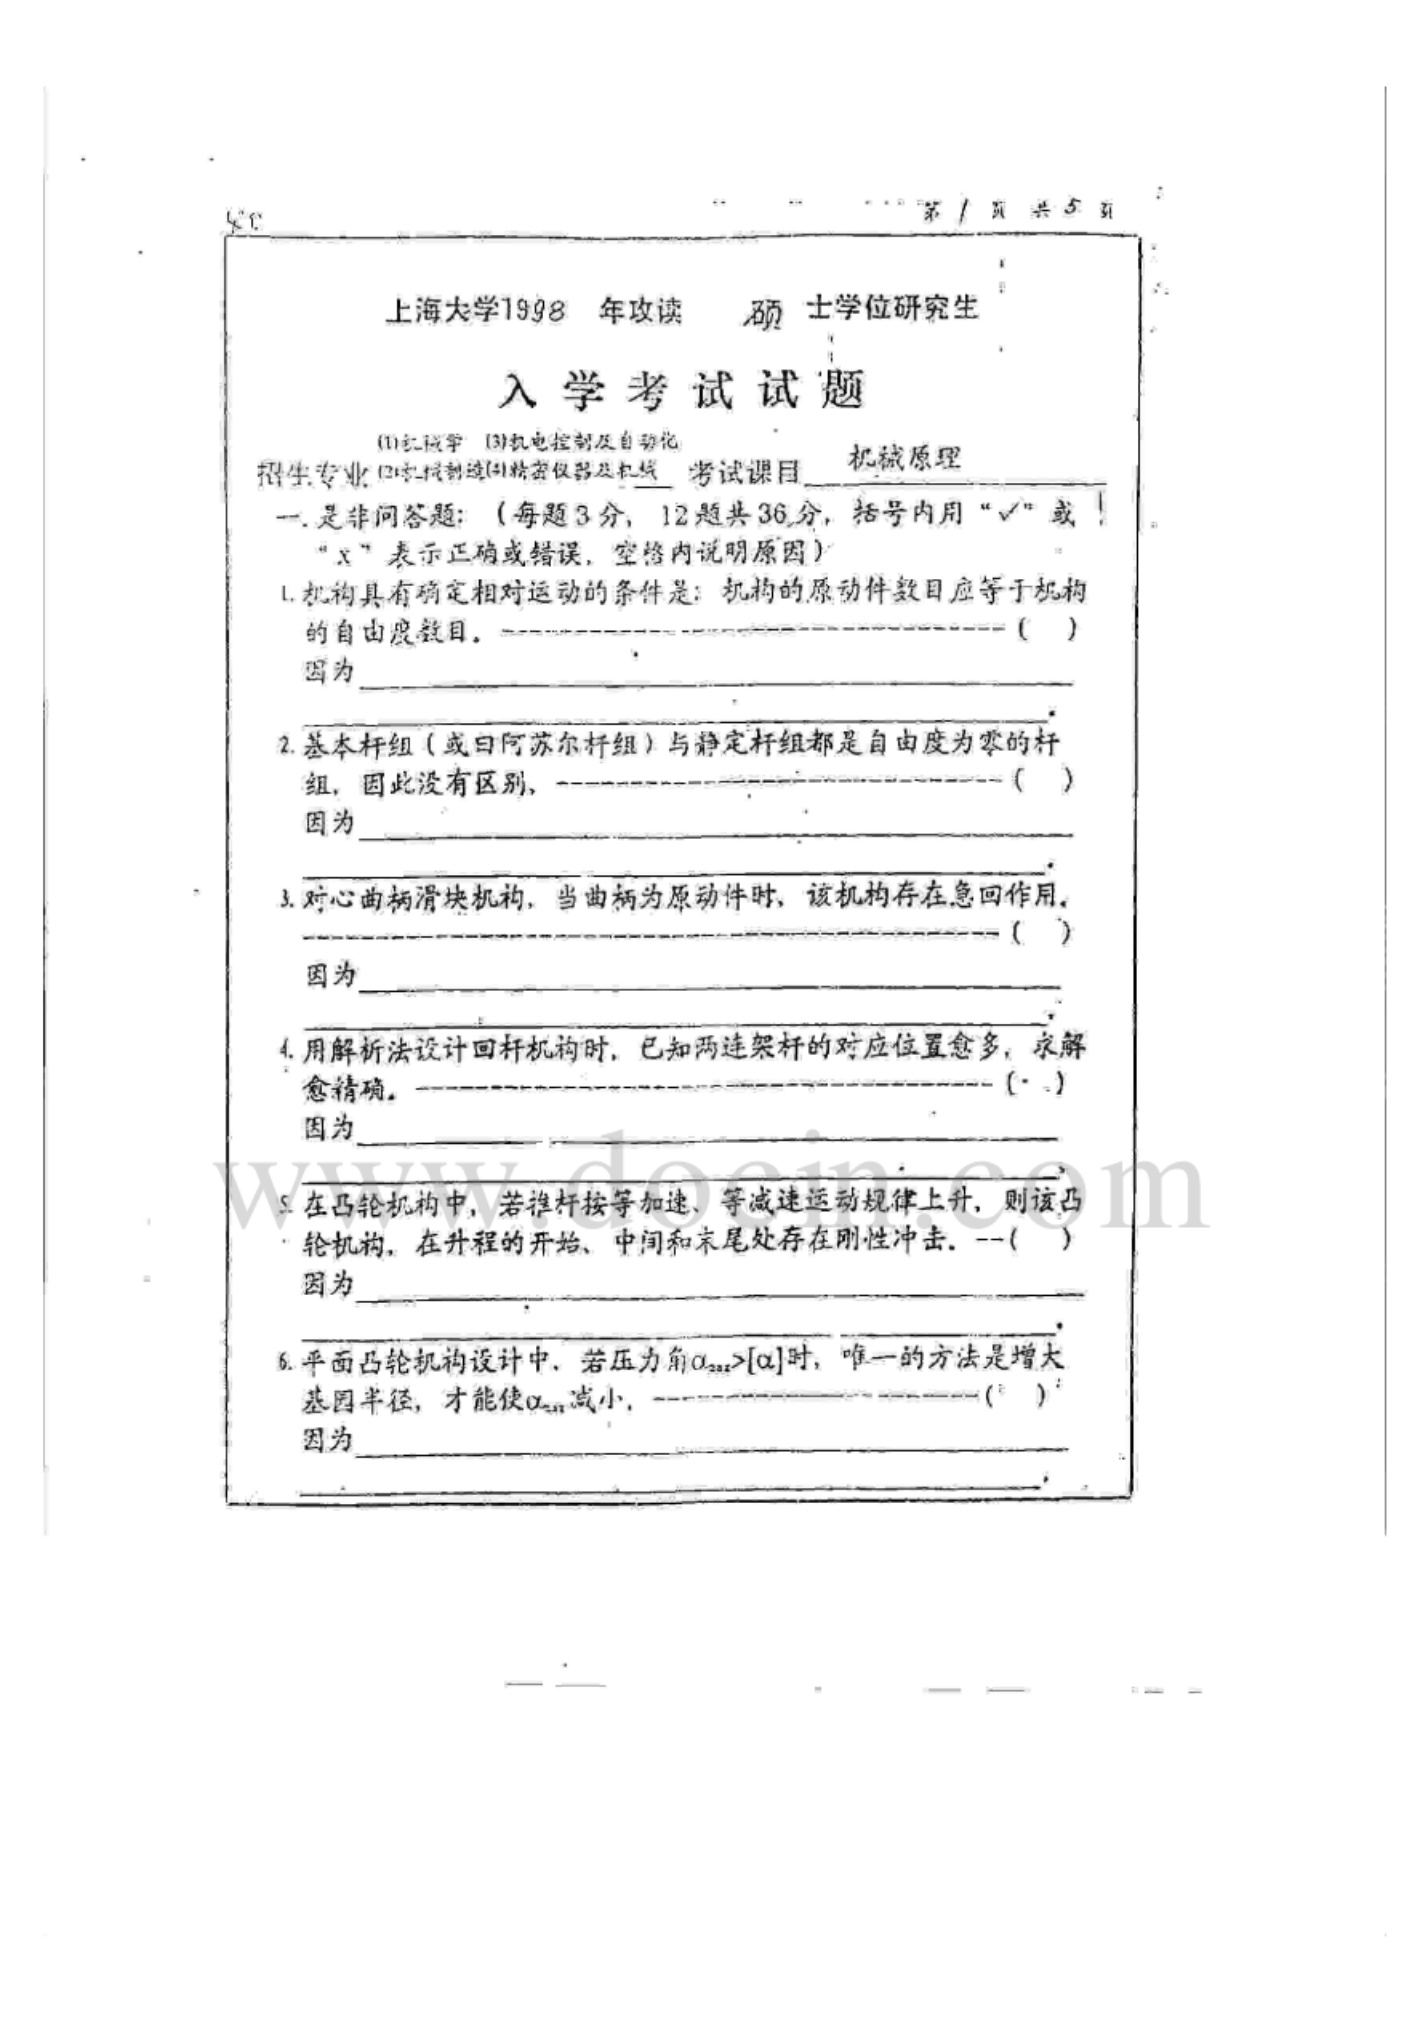 第 1 页 共 5 页
上海大学1998 年攻读 硕 士学位研究生
入学考试试题
(1)机械学 (3)机电控制及自动化
招生专业(2)机械制造(4)精密仪器及机械 考试课目 机械原理
一.是非问答题:(每题3分,12题共36分,括号内用“✓”或
“x”表示正确或错误,空格内说明原因)
1.机构具有确定相对运动的条件是:机构的原动件数目应等于机构
的自由度数目。( )
因为
2.基本杆组(或曰阿苏尔杆组)与静定杆组都是自由度为零的杆
组,因此没有区别,( )
因为
3.对心曲柄滑块机构,当曲柄为原动件时,该机构存在急回作用。
( )
因为
4.用解析法设计四杆机构时,已知两连架杆的对应位置愈多,求解
愈精确。( )
因为
5.在凸轮机构中,若推杆按等加速、等减速运动规律上升,则该凸
轮机构,在升程的开始、中间和末尾处存在刚性冲击.--( )
因为
6.平面凸轮机构设计中,若压力角αmax>[α]时,唯一的方法是增大
基园半径,才能使αmax减小,( )
因为
www.docin.com